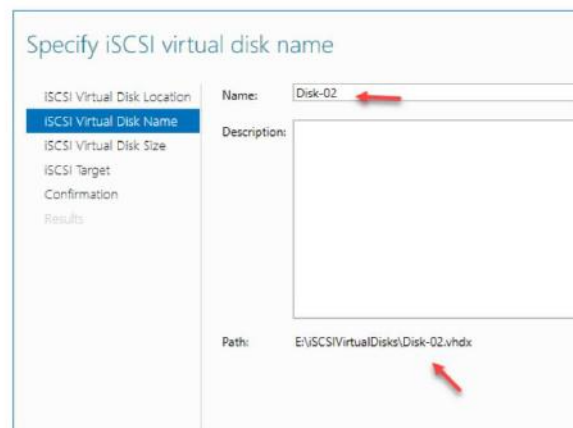 Specify iSCSI virtual disk name
iSCSI Virtual Disk Location
iSCSI Virtual Disk Name
iSCSI Virtual Disk Size
iSCSI Target
Confirmation
Results
Name:
Disk-02
Description:
Path:
E:\iSCSIVirtualDisks\Disk-02.vhdx